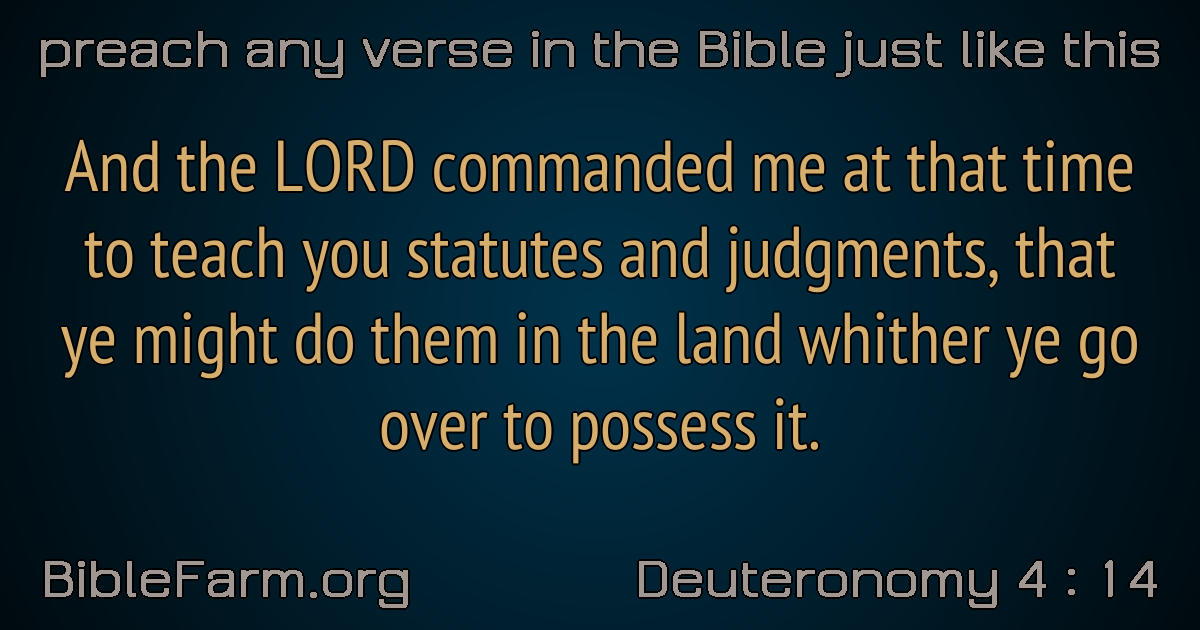 preach any verse in the Bible just like this
And the LORD commanded me at that time
to teach you statutes and judgments, that
ye might do them in the land whither ye go
over to possess it.
BibleFarm.org
Deuteronomy 4 : 14